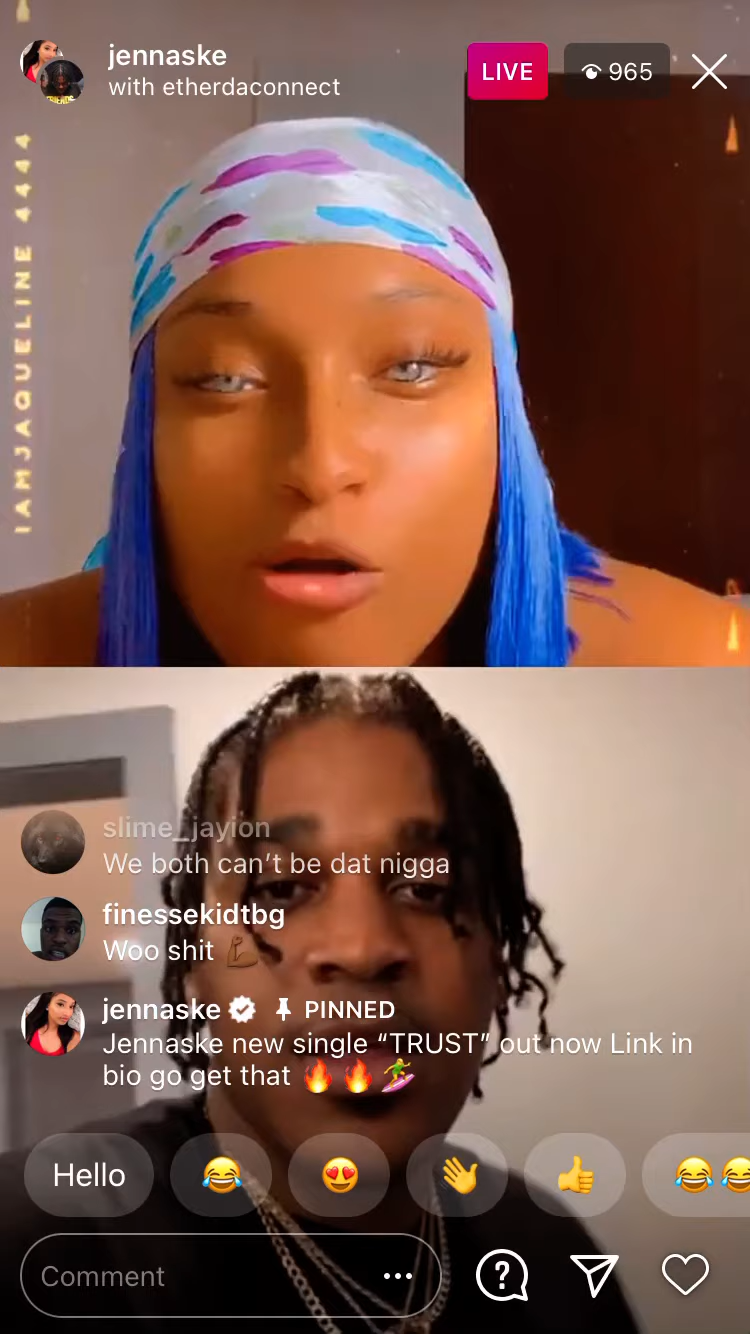 jennaske
with etherdaconnect
LIVE
965
IAMJAQUELINE 4444
slime_jayion
We both can't be dat nigga
finessekidtbg
Woo shit 💪🏾
jennaske PINNED
Jennaske new single “TRUST” out now Link in
bio go get that 🔥 🔥 🏄‍♀️
Hello 😂 😍 👋 👍 😂😂
Comment